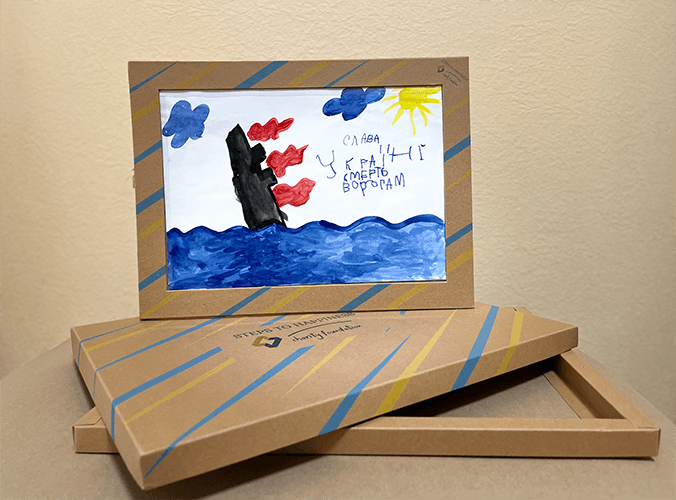 СЛАВА
УКРАЇНІ
СМЕРТЬ
ВОРОГАМ
STEPS TO HAPPINESS
charity foundation